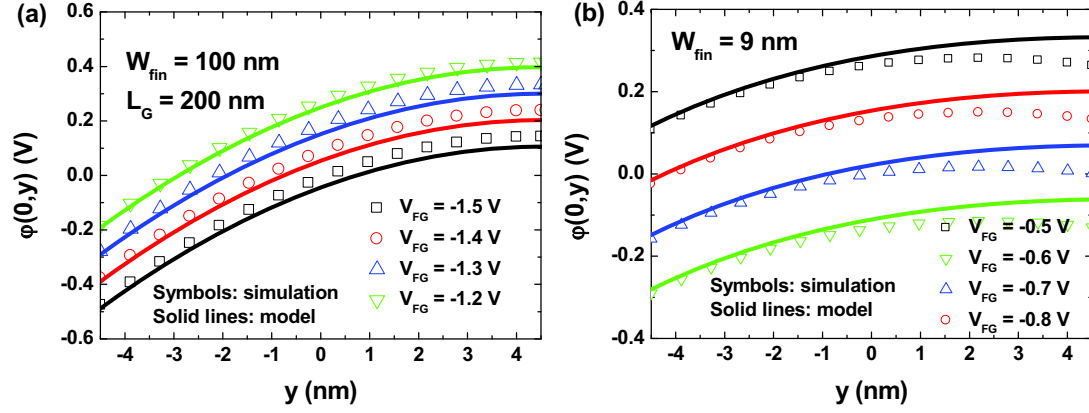 (a)
W_fin = 100 nm
L_G = 200 nm
V_FG = -1.5 V
V_FG = -1.4 V
V_FG = -1.3 V
V_FG = -1.2 V
Symbols: simulation
Solid lines: model
φ(0,y) (V)
0.6
0.4
0.2
0.0
-0.2
-0.4
-0.6
-4 -3 -2 -1 0 1 2 3 4
y (nm)
(b)
W_fin = 9 nm
V_FG = -0.5 V
V_FG = -0.6 V
V_FG = -0.7 V
V_FG = -0.8 V
Symbols: simulation
Solid lines: model
φ(0,y) (V)
0.4
0.2
0.0
-0.2
-0.4
-4 -3 -2 -1 0 1 2 3 4
y (nm)